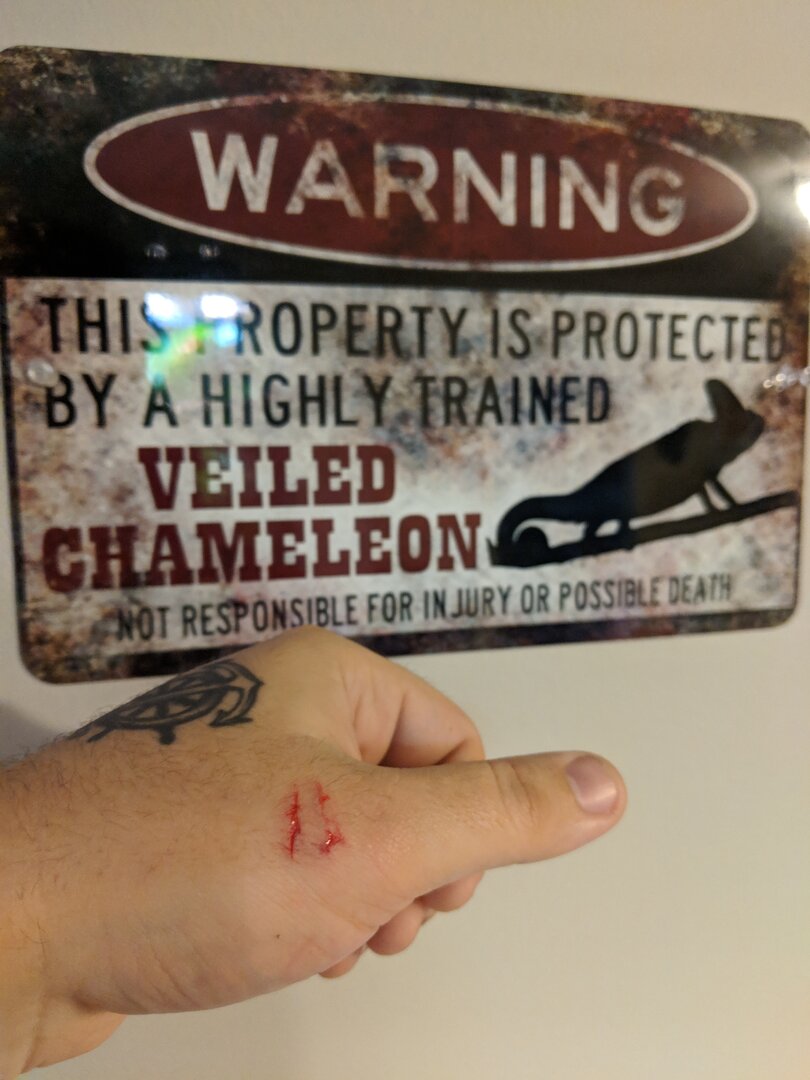 WARNING
THIS PROPERTY IS PROTECTED
BY A HIGHLY TRAINED
VEILED
CHAMELEON
NOT RESPONSIBLE FOR INJURY OR POSSIBLE DEATH